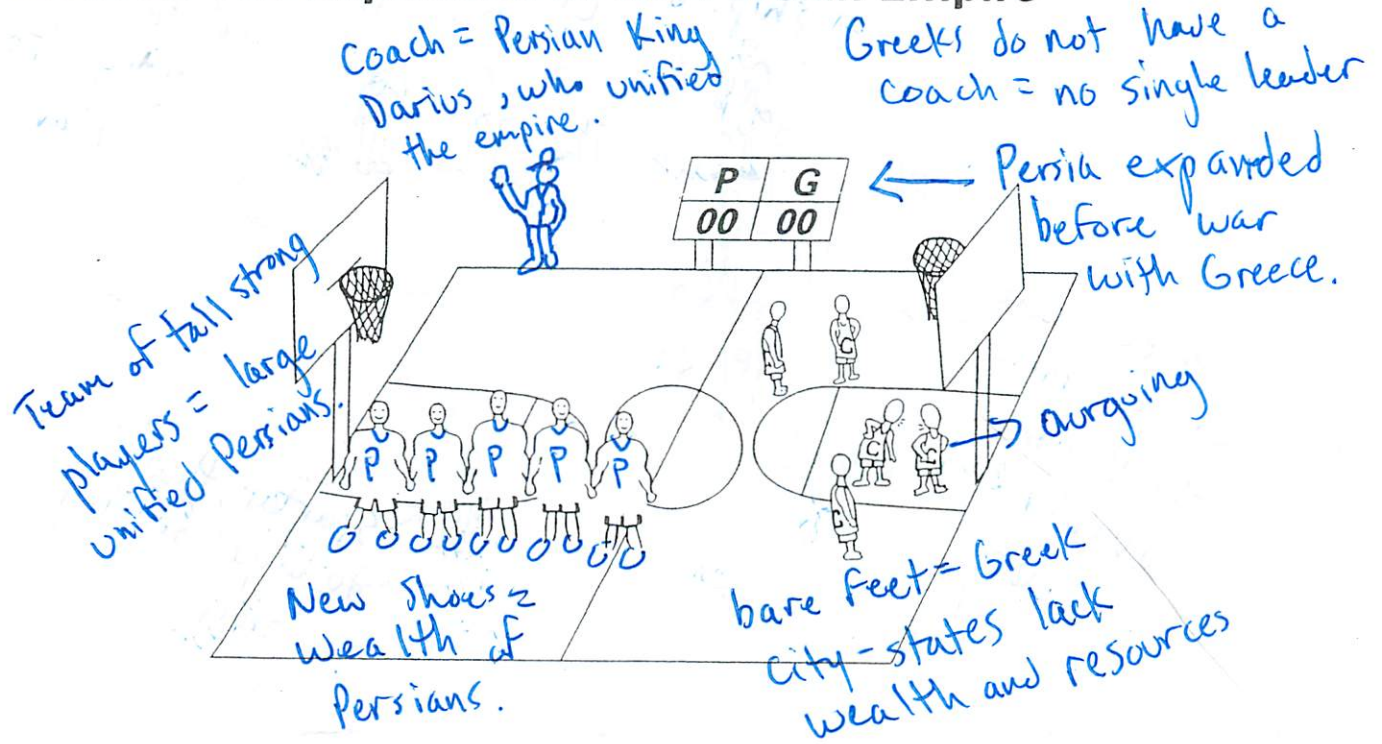 Empire
Coach = Persian King
Darius, who unified
the empire.
Greeks do not have a
coach = no single leader
P G
00 00
Persia expanded
before war
with Greece.
Team of tall strong
players = large
unified Persians.
P P P P P
C
C C
C
aurguing
New Shoes =
Wealth of
Persians.
bare feet = Greek
city-states lack
wealth and resources